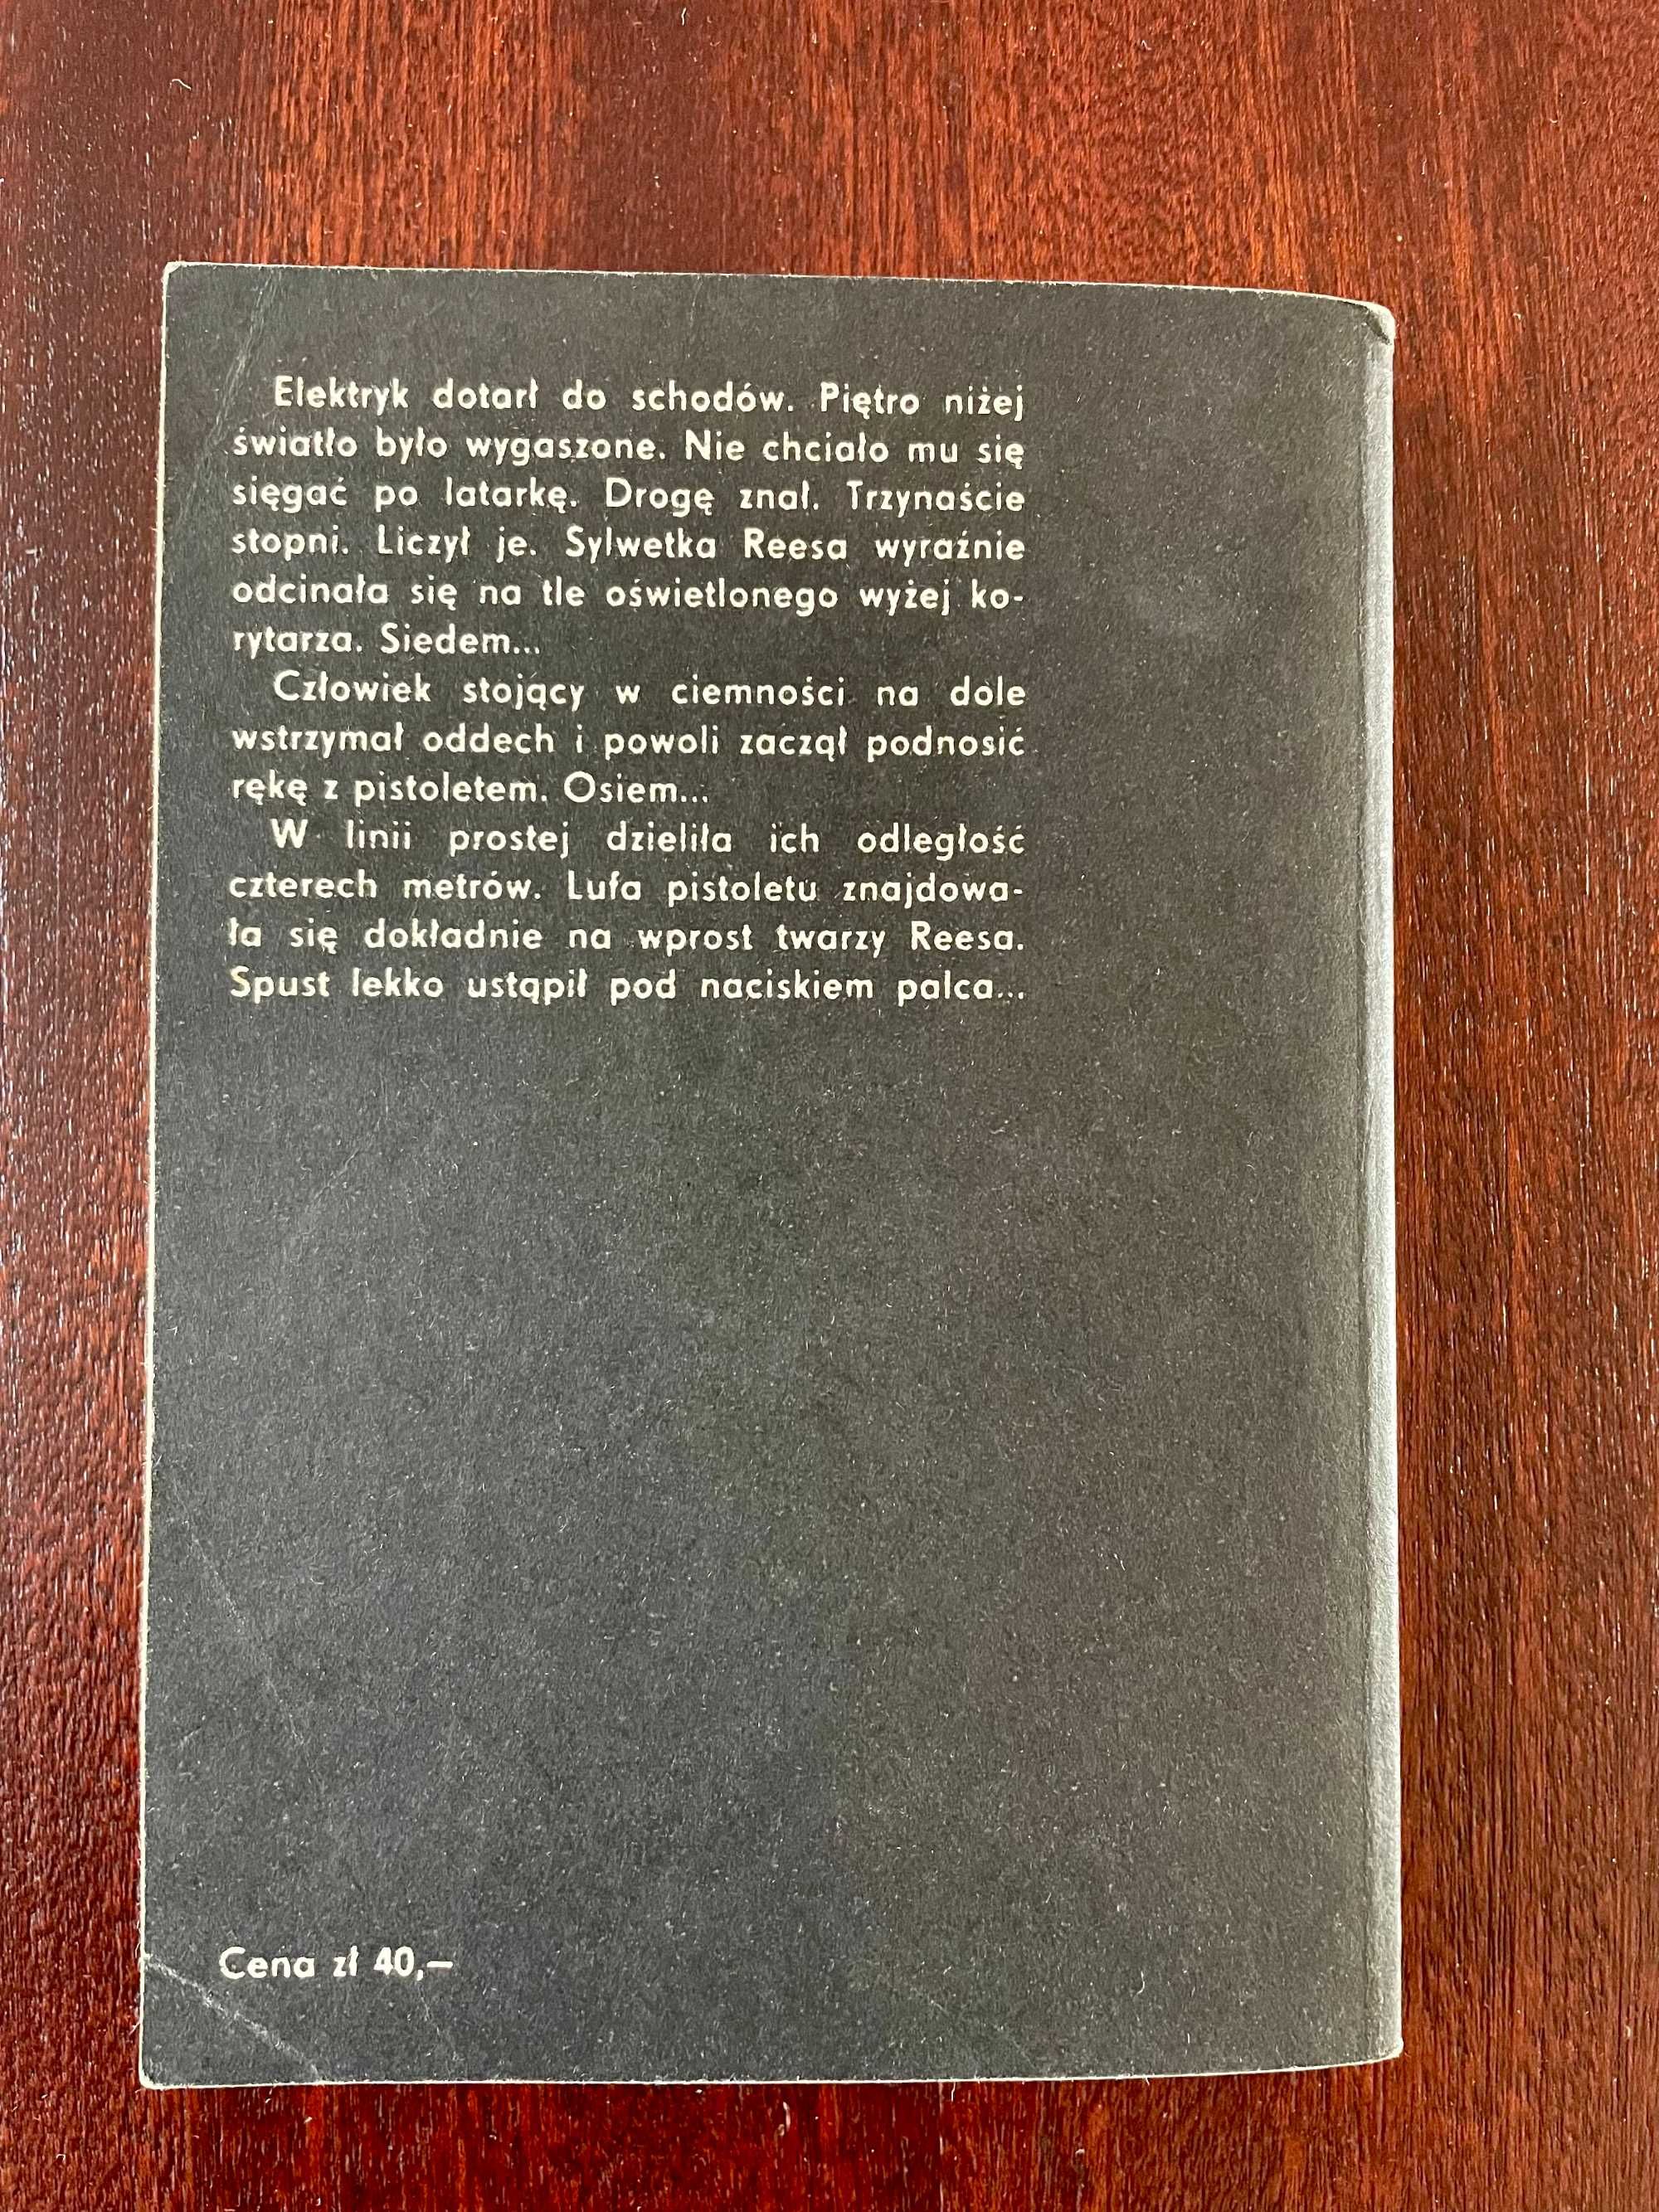 Elektryk dotarł do schodów. Piętro niżej
światło było wygaszone. Nie chciało mu się
sięgać po latarkę. Drogę znał. Trzynaście
stopni. Liczył je. Sylwetka Reesa wyraźnie
odcinała się na tle oświetlonego wyżej ko-
rytarza. Siedem...
Człowiek stojący w ciemności na dole
wstrzymał oddech i powoli zaczął podnosić
rękę z pistoletem. Osiem...
W linii prostej dzieliła ich odległość
czterech metrów. Lufa pistoletu znajdowa-
ła się dokładnie na wprost twarzy Reesa.
Spust lekko ustąpił pod naciskiem palca...
Cena zł 40,—